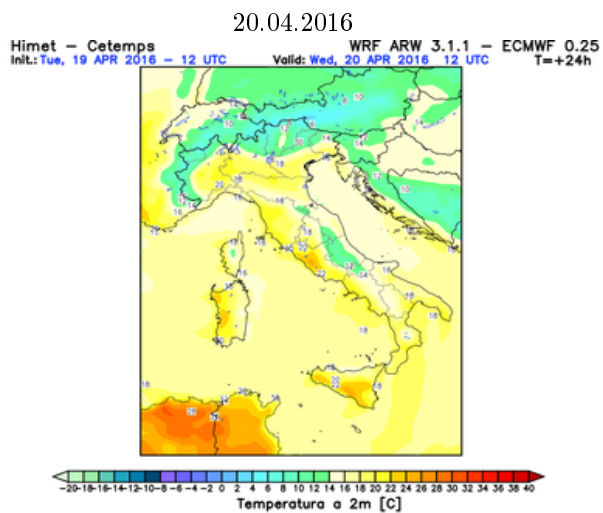 20.04.2016
Himet – Cetemps WRF ARW 3.1.1 – ECMWF 0.25
Init.: Tue, 19 APR 2016 – 12 UTC Valid: Wed, 20 APR 2016 12 UTC T=+24h
-20 -18 -16 -14 -12 -10 -8 -6 -4 -2 0 2 4 6 8 10 12 14 16 18 20 22 24 26 28 30 32 34 36 38 40
Temperatura a 2m [C]